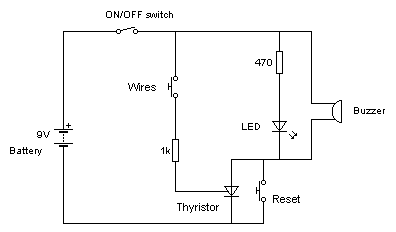 ON/OFF switch
470
Wires
Buzzer
+
9V
Battery
LED
1k
Thyristor
Reset